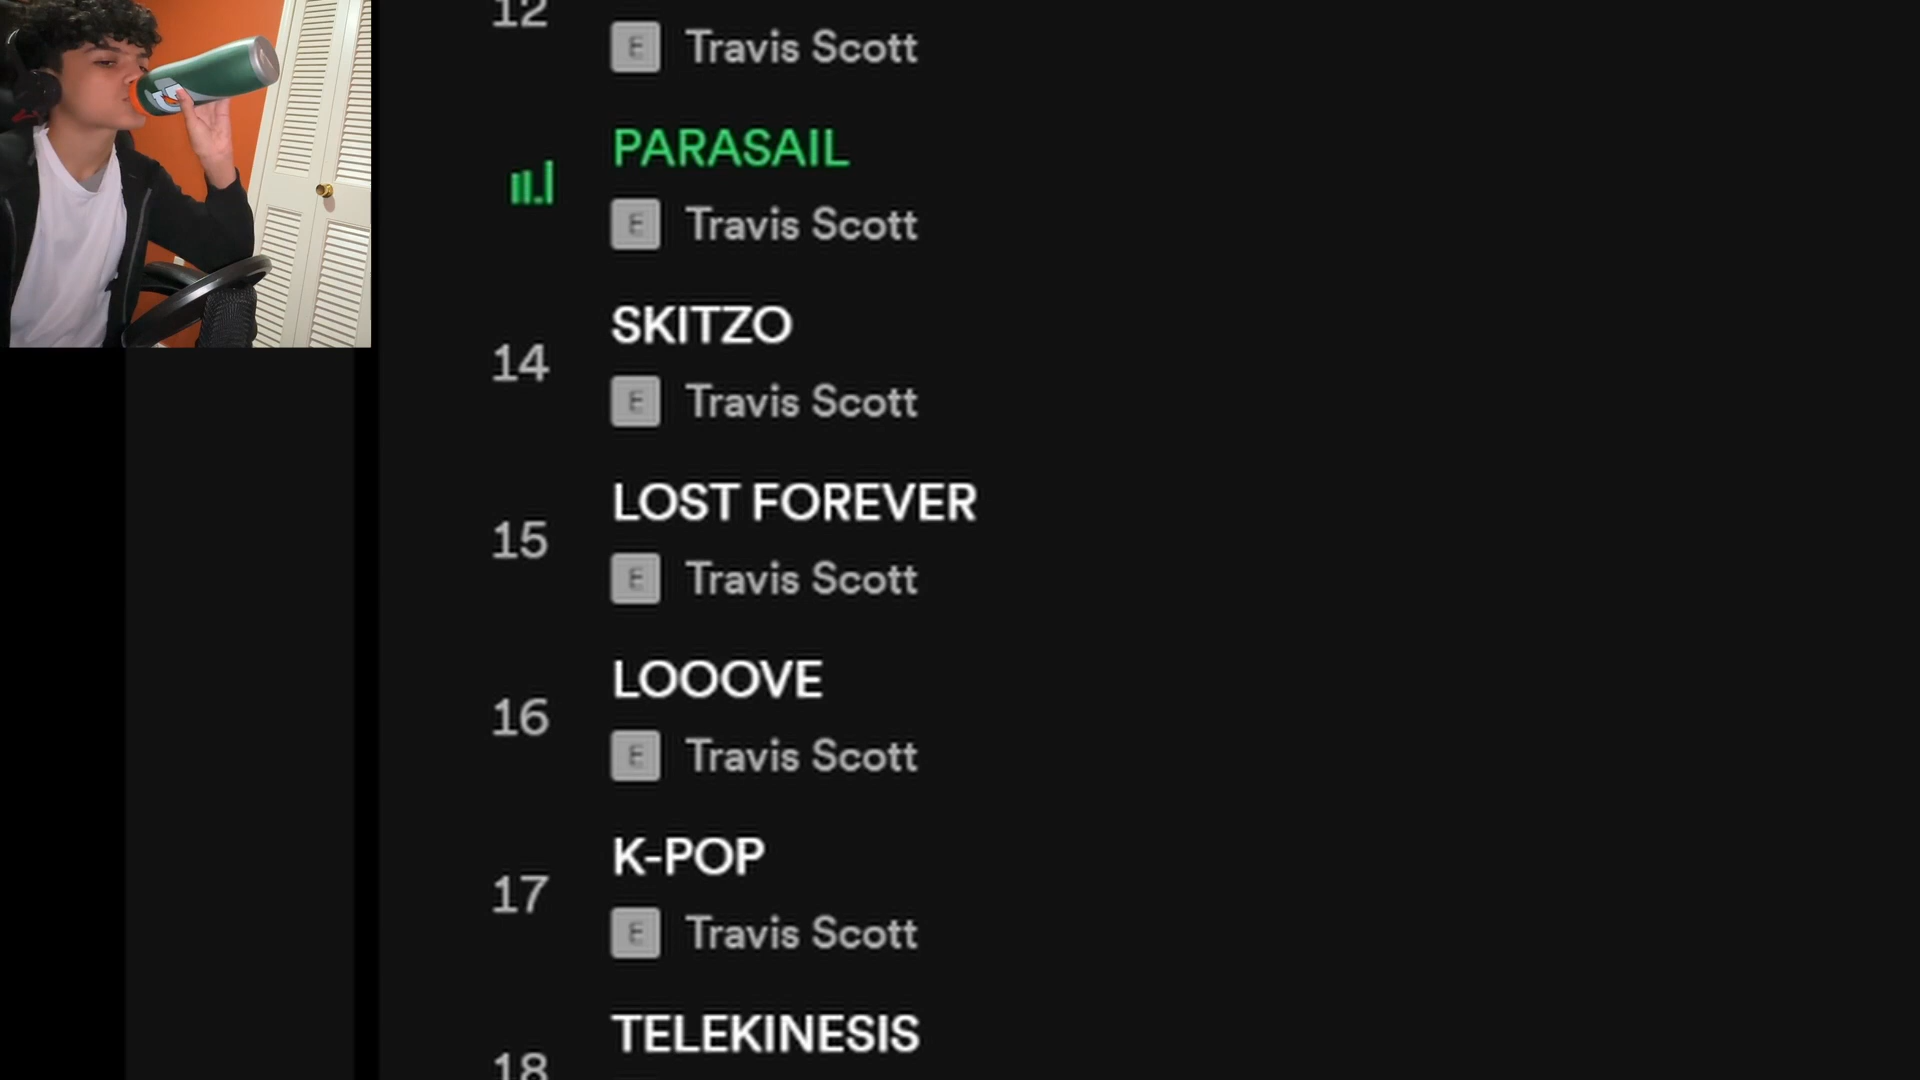 12
E Travis Scott
PARASAIL
E Travis Scott
14
SKITZO
E Travis Scott
15
LOST FOREVER
E Travis Scott
16
LOOOVE
E Travis Scott
17
K-POP
E Travis Scott
18
TELEKINESIS